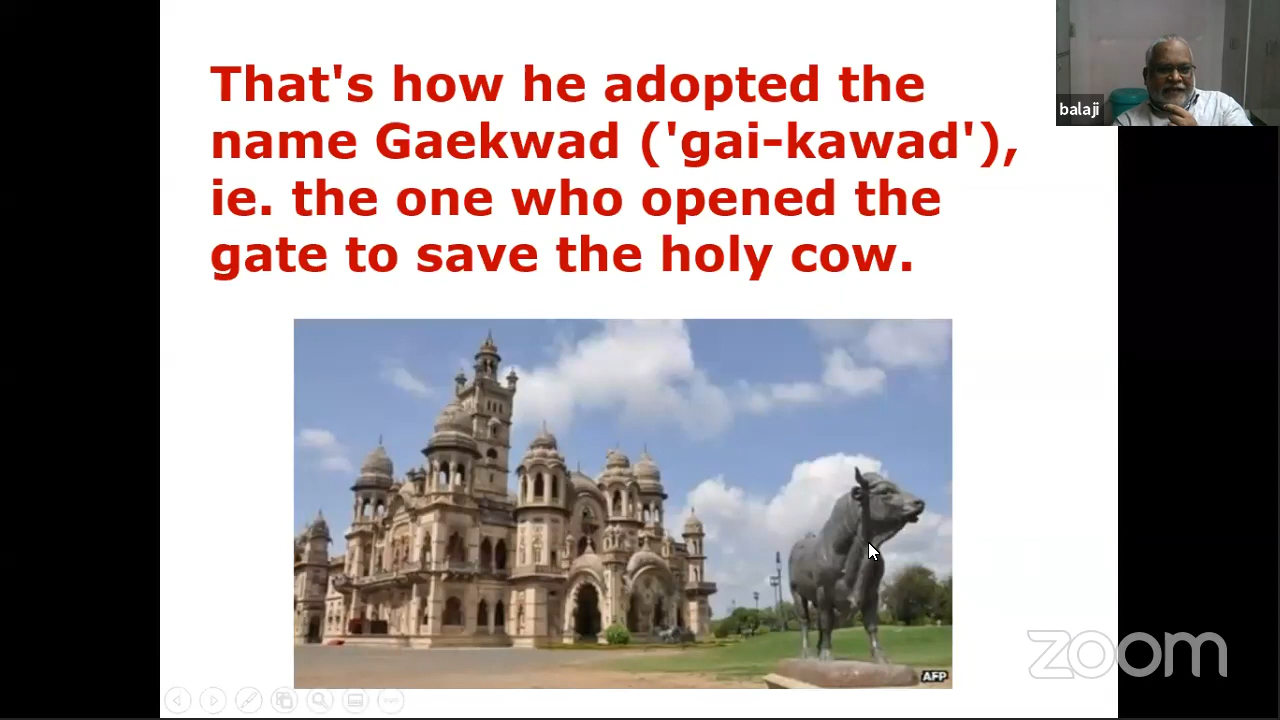 That's how he adopted the
name Gaekwad ('gai-kawad'),
ie. the one who opened the
gate to save the holy cow.
balaji
AFP
zoom